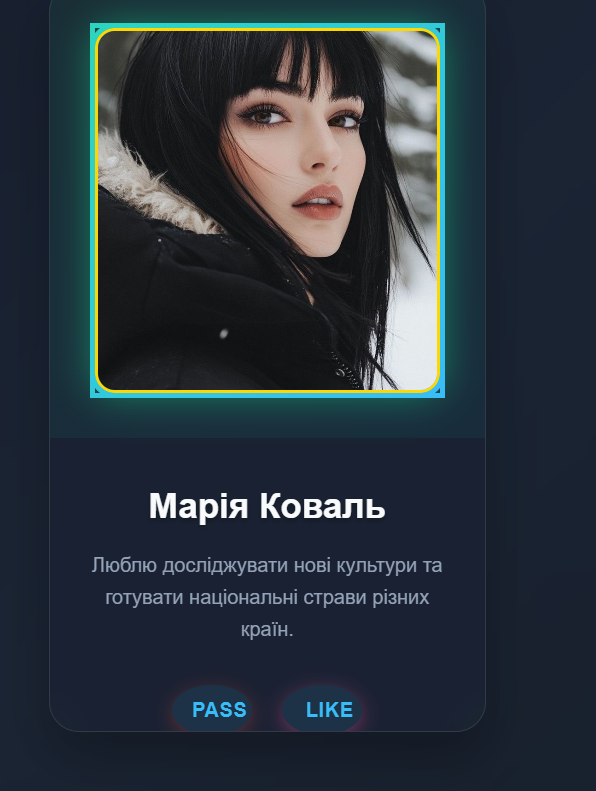 Марія Коваль
Люблю досліджувати нові культури та
готувати національні страви різних
країн.
PASS
LIKE